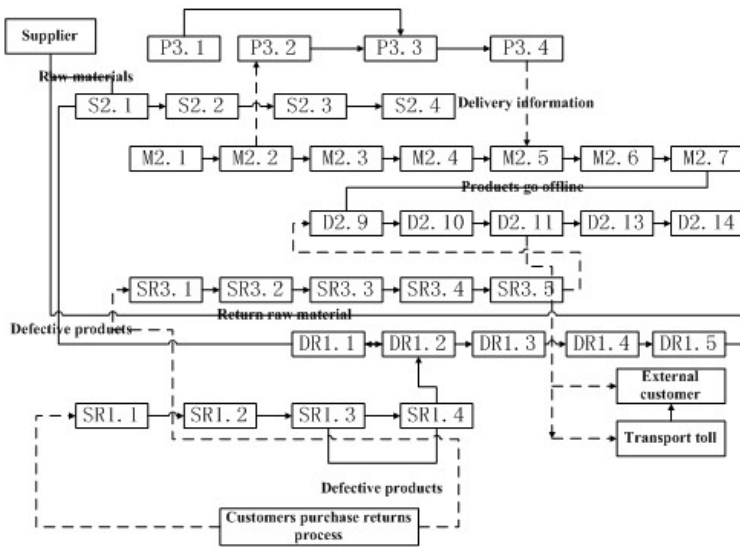 Supplier
P3.1 P3.2 P3.3 P3.4
Raw materials
S2.1 S2.2 S2.3 S2.4
Delivery information
M2.1 M2.2 M2.3 M2.4 M2.5 M2.6 M2.7
Products go offline
D2.9 D2.10 D2.11 D2.13 D2.14
SR3.1 SR3.2 SR3.3 SR3.4 SR3.5
Return raw material
Defective products
DR1.1 DR1.2 DR1.3 DR1.4 DR1.5
External
customer
SR1.1 SR1.2 SR1.3 SR1.4
Transport toll
Defective products
Customers purchase returns
process